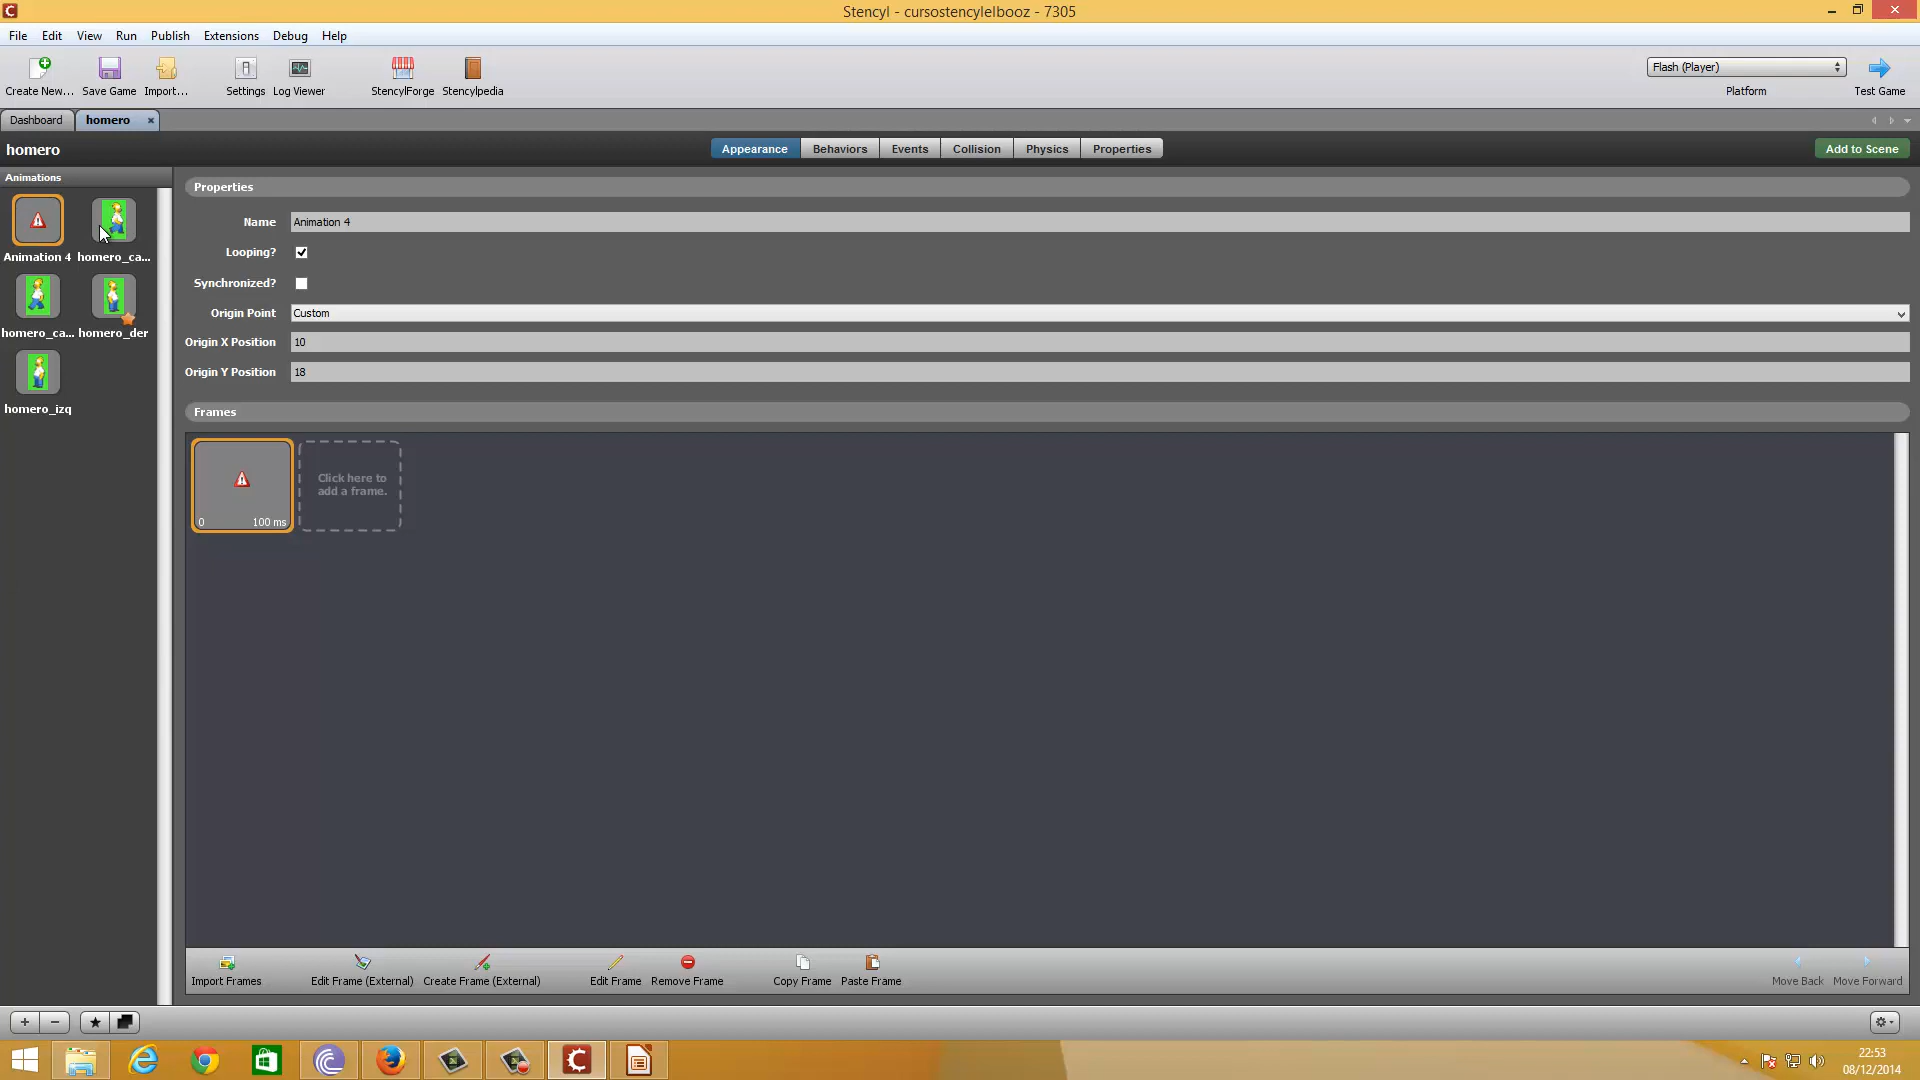 Stencyl - cursostencylelbooz - 7305
File Edit View Run Publish Extensions Debug Help
Create New... Save Game Import... Settings Log Viewer StencylForge Stencylpedia
Flash (Player)
Platform
Test Game
Dashboard homero
homero
Appearance Behaviors Events Collision Physics Properties
Add to Scene
Animations
Animation 4 homero_ca...
homero_ca... homero_der
homero_izq
Properties
Name Animation 4
Looping?
Synchronized?
Origin Point Custom
Origin X Position 10
Origin Y Position 18
Frames
0 100 ms
Click here to
add a frame.
Import Frames Edit Frame (External) Create Frame (External) Edit Frame Remove Frame Copy Frame Paste Frame Move Back Move Forward
22:53
08/12/2014